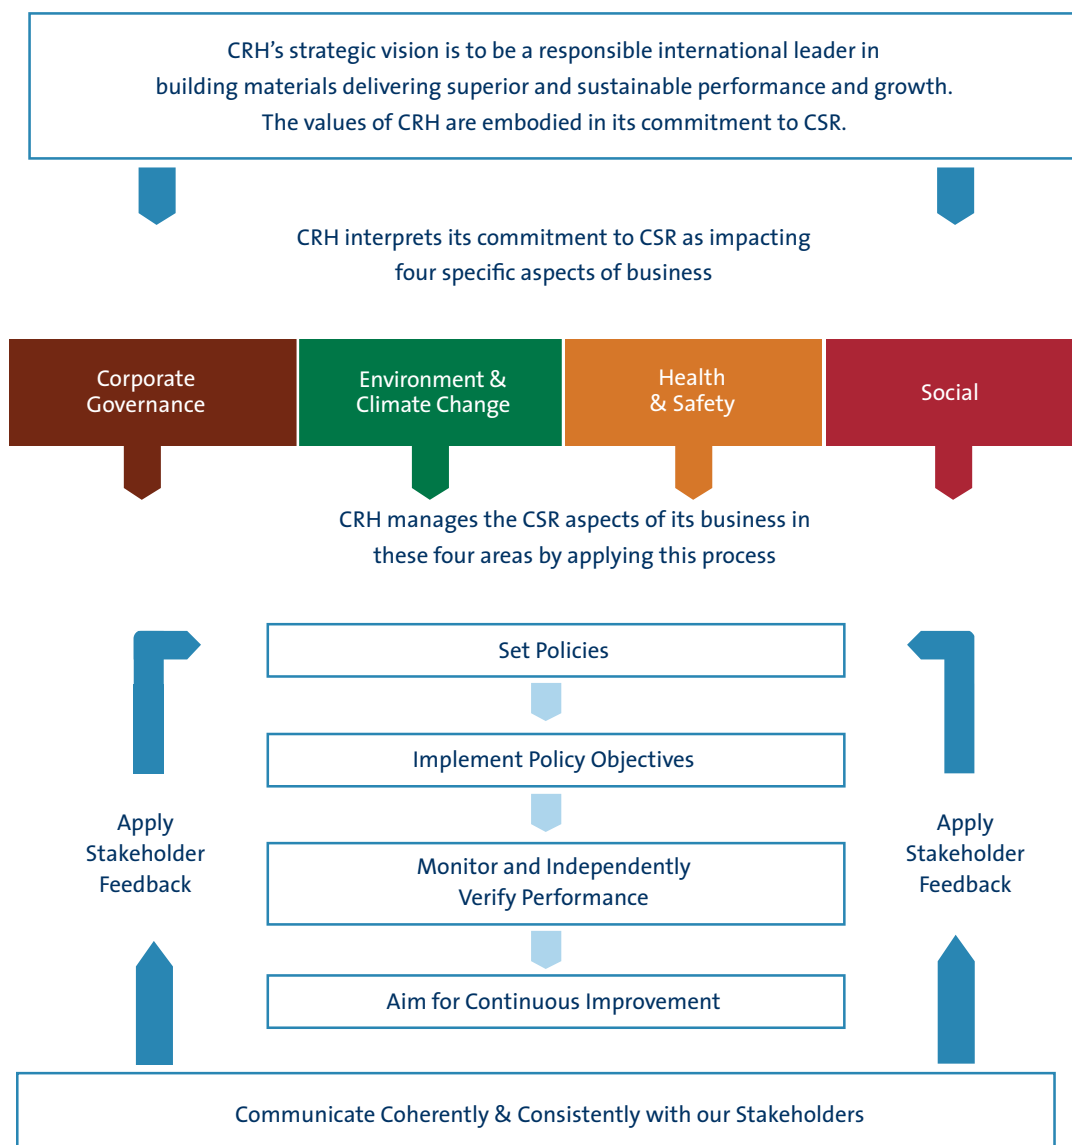 CRH’s strategic vision is to be a responsible international leader in
building materials delivering superior and sustainable performance and growth.
The values of CRH are embodied in its commitment to CSR.
CRH interprets its commitment to CSR as impacting
four specific aspects of business
Corporate
Governance
Environment &
Climate Change
Health
& Safety
Social
CRH manages the CSR aspects of its business in
these four areas by applying this process
Set Policies
Implement Policy Objectives
Apply
Stakeholder
Feedback
Monitor and Independently
Verify Performance
Apply
Stakeholder
Feedback
Aim for Continuous Improvement
Communicate Coherently & Consistently with our Stakeholders